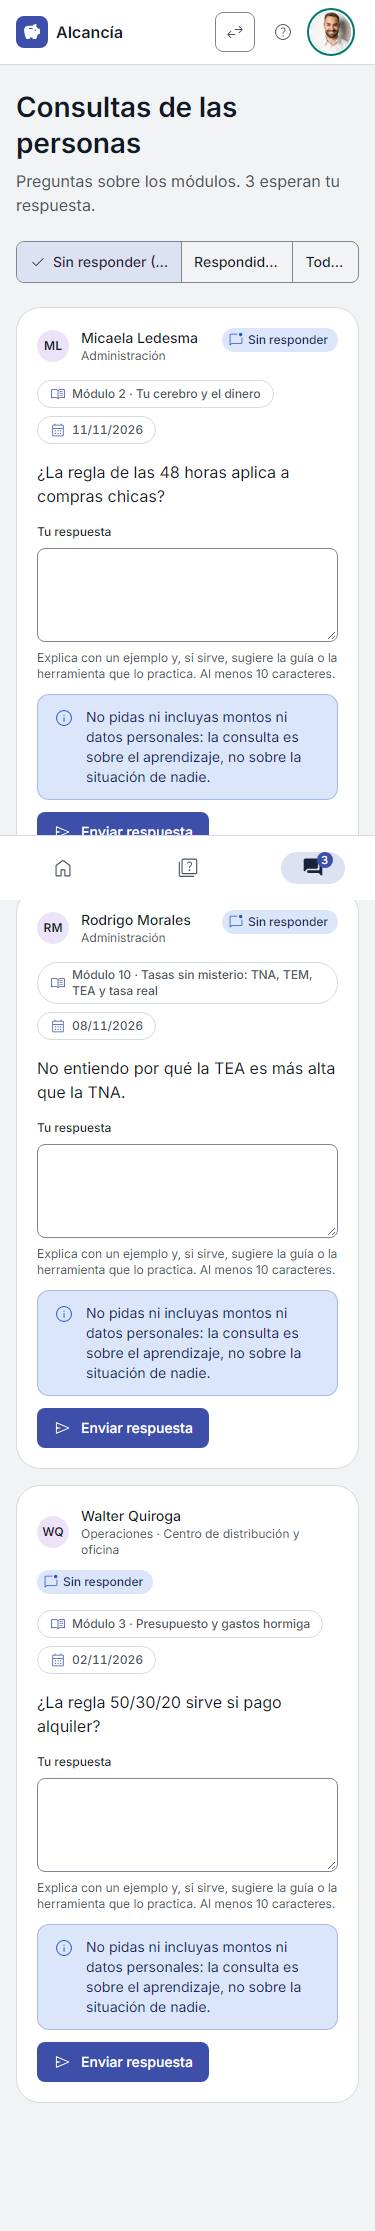 Alcancía
Consultas de las
personas
Preguntas sobre los módulos. 3 esperan tu
respuesta.
Sin responder (...
Respondid...
Tod...
ML
Micaela Ledesma
Administración
Sin responder
Módulo 2 · Tu cerebro y el dinero
11/11/2026
¿La regla de las 48 horas aplica a
compras chicas?
Tu respuesta
Explica con un ejemplo y, si sirve, sugiere la guía o la
herramienta que lo practica. Al menos 10 caracteres.
No pidas ni incluyas montos ni
datos personales: la consulta es
sobre el aprendizaje, no sobre la
situación de nadie.
Enviar respuesta
3
RM
Rodrigo Morales
Administración
Sin responder
Módulo 10 · Tasas sin misterio: TNA, TEM,
TEA y tasa real
08/11/2026
No entiendo por qué la TEA es más alta
que la TNA.
Tu respuesta
Explica con un ejemplo y, si sirve, sugiere la guía o la
herramienta que lo practica. Al menos 10 caracteres.
No pidas ni incluyas montos ni
datos personales: la consulta es
sobre el aprendizaje, no sobre la
situación de nadie.
Enviar respuesta
WQ
Walter Quiroga
Operaciones · Centro de distribución y
oficina
Sin responder
Módulo 3 · Presupuesto y gastos hormiga
02/11/2026
¿La regla 50/30/20 sirve si pago
alquiler?
Tu respuesta
Explica con un ejemplo y, si sirve, sugiere la guía o la
herramienta que lo practica. Al menos 10 caracteres.
No pidas ni incluyas montos ni
datos personales: la consulta es
sobre el aprendizaje, no sobre la
situación de nadie.
Enviar respuesta